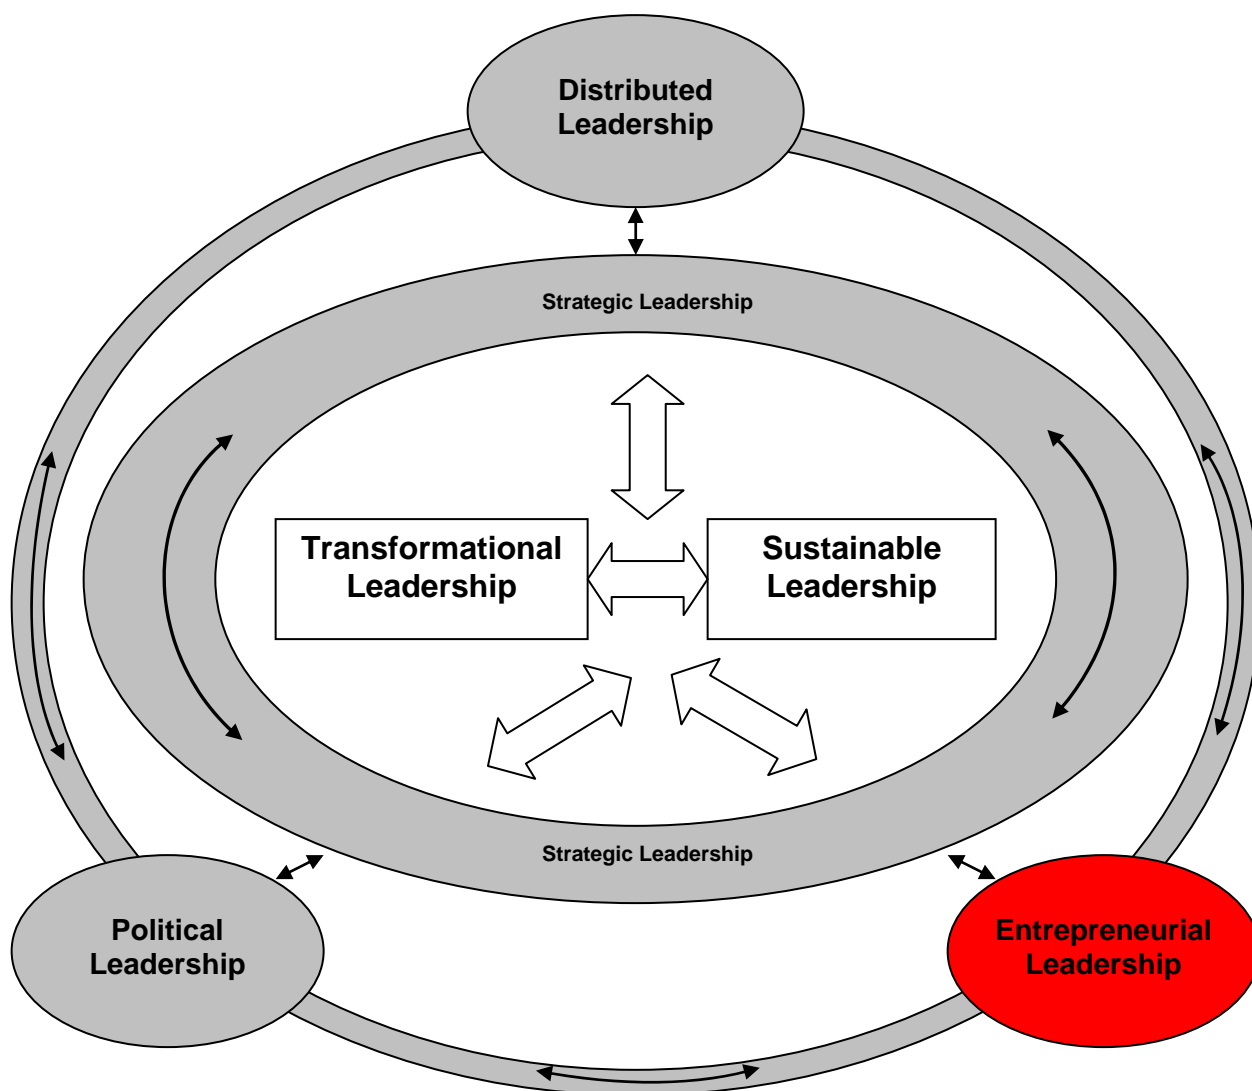 Distributed
Leadership
Strategic Leadership
Transformational
Leadership
Sustainable
Leadership
Strategic Leadership
Political
Leadership
Entrepreneurial
Leadership